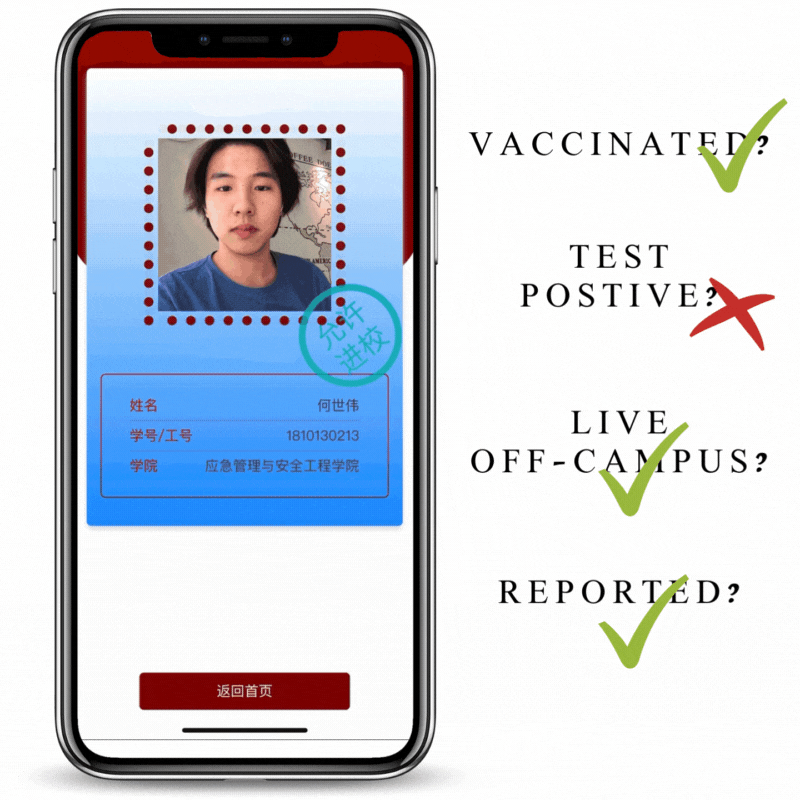 COFFEE
AMERIC
允许
进校
姓名 何世伟
学号/工号 1810130213
学院 应急管理与安全工程学院
返回首页
VACCINATED?
TEST
POSTIVE?
LIVE
OFF-CAMPUS?
REPORTED?